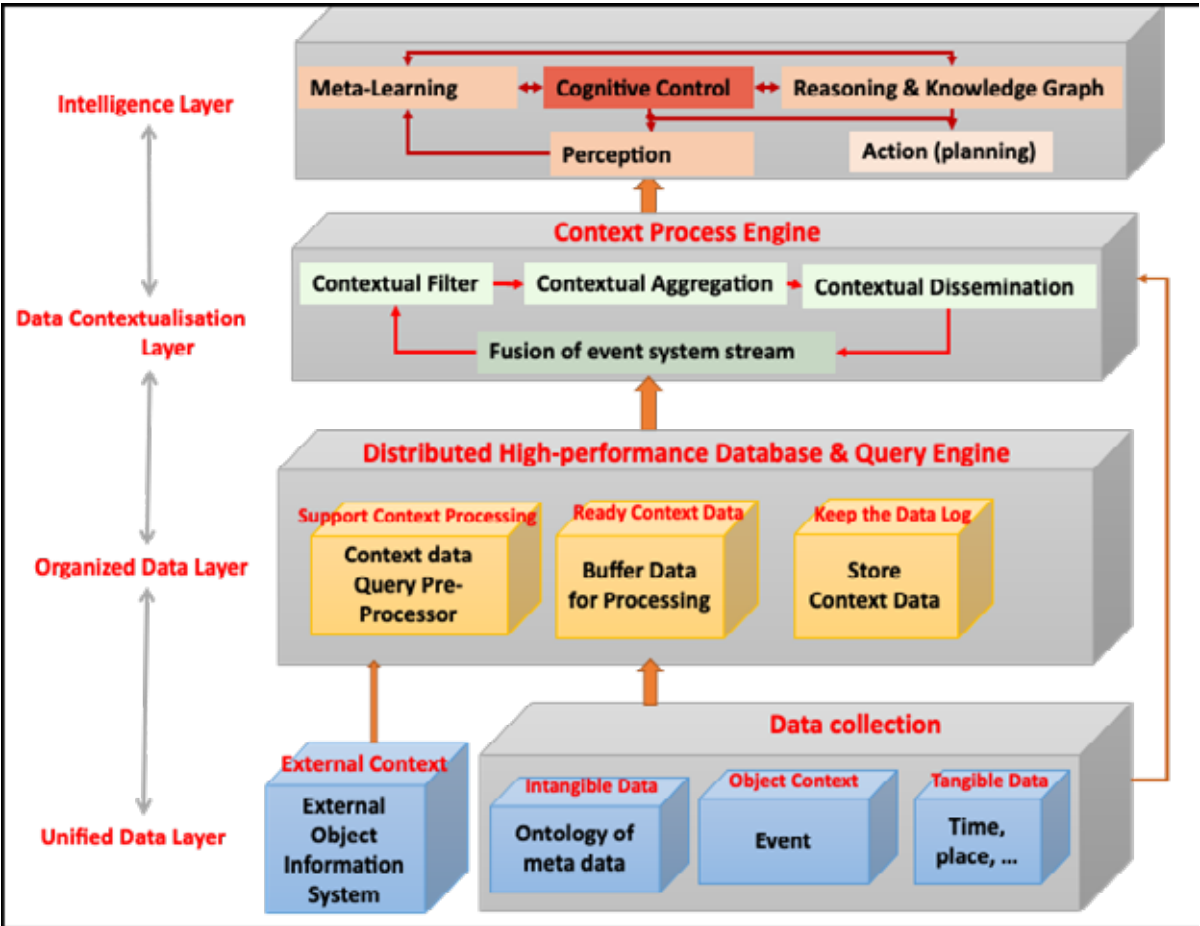 Intelligence Layer
Meta-Learning
Cognitive Control
Reasoning & Knowledge Graph
Perception
Action (planning)
Data Contextualisation
Layer
Context Process Engine
Contextual Filter
Contextual Aggregation
Contextual Dissemination
Fusion of event system stream
Organized Data Layer
Distributed High-performance Database & Query Engine
Support Context Processing
Context data
Query Pre-
Processor
Ready Context Data
Buffer Data
for Processing
Keep the Data Log
Store
Context Data
Unified Data Layer
External Context
External
Object
Information
System
Data collection
Intangible Data
Ontology of
meta data
Object Context
Event
Tangible Data
Time,
place, ...